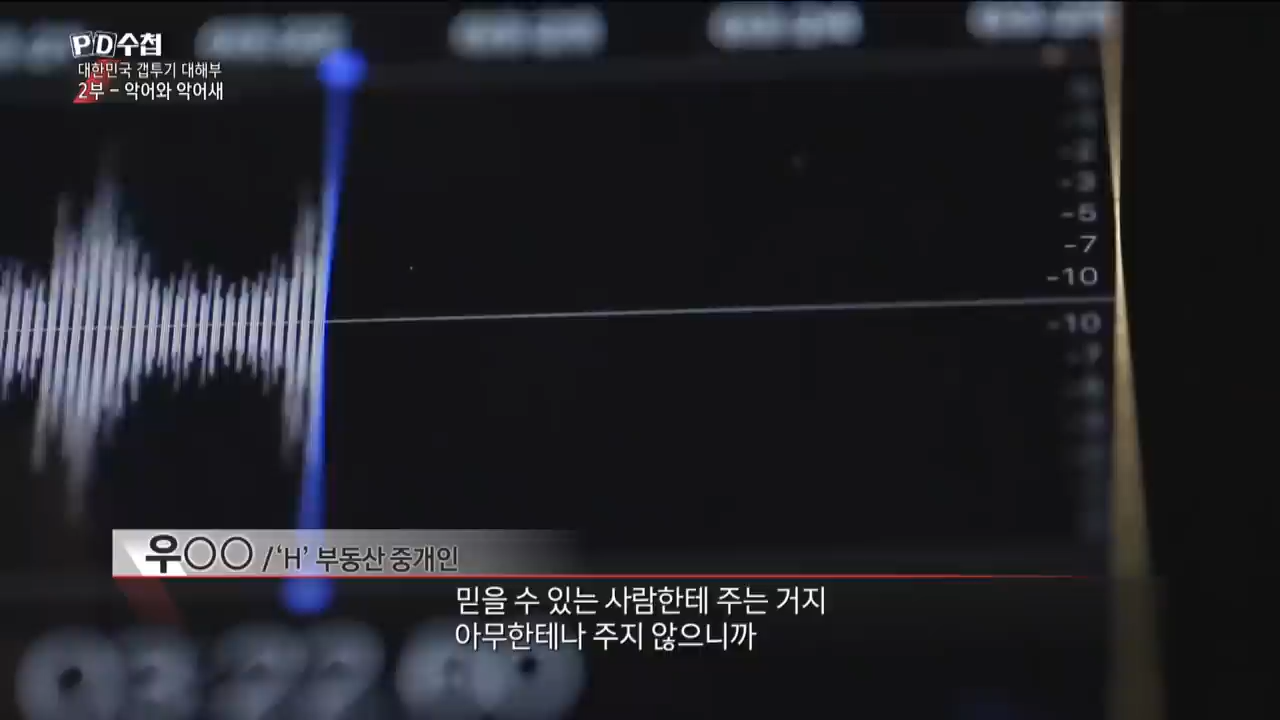 PD수첩
대한민국 갭투기 대해부
2부 - 악어와 악어새
-2
-3
-5
-7
-10
-10
-7
우○○ /'H' 부동산 중개인
믿을 수 있는 사람한테 주는 거지
아무한테나 주지 않으니까